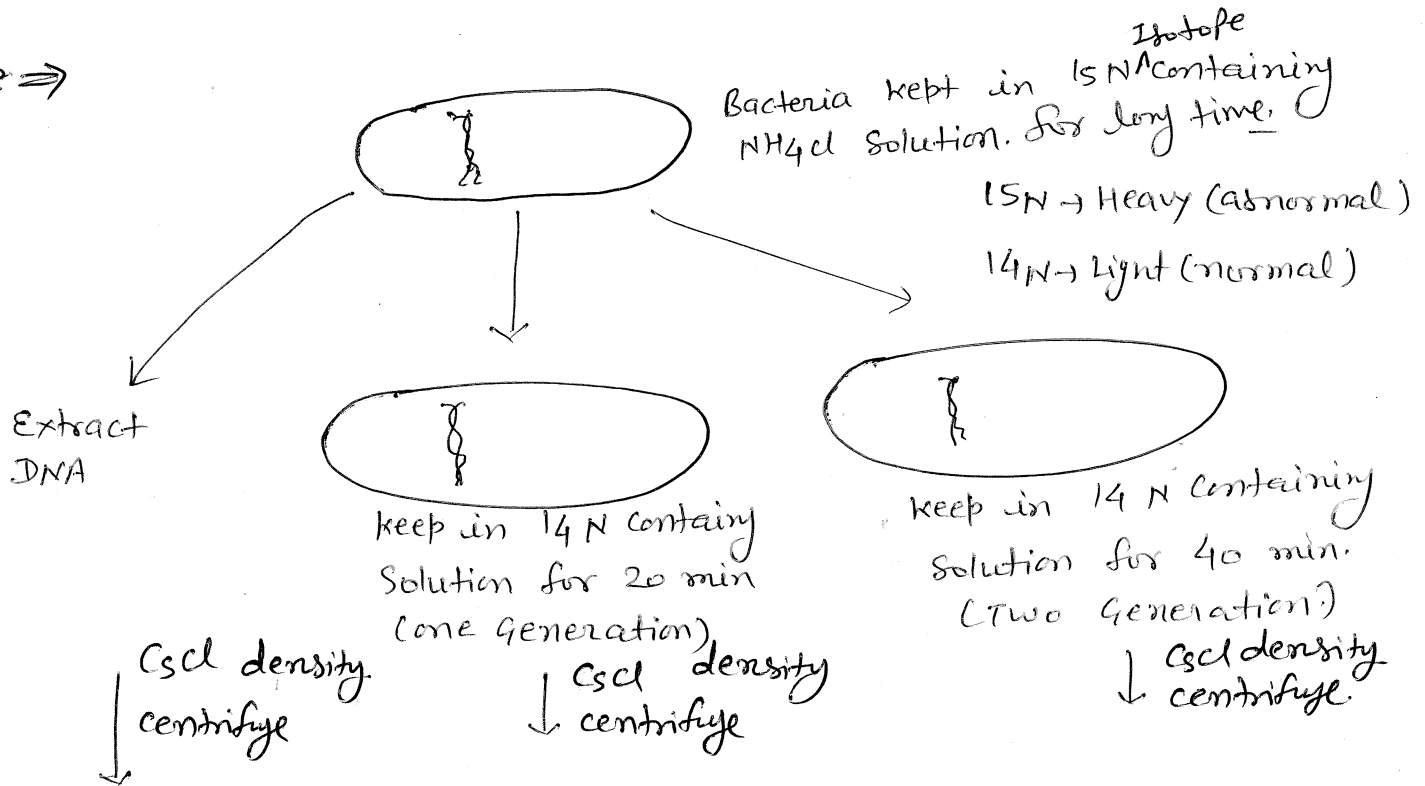 ⇒
Isotope
Bacteria kept in 15N^containing
NH4Cl Solution. for long time.
15N → Heavy (abnormal)
14N → Light (normal)
Extract
DNA
keep in 14 N Containing
Solution for 20 min
(one Generation)
keep in 14 N Containing
Solution for 40 min.
(Two Generation)
CsCl density
centrifuge
CsCl density
centrifuge
CsCl density
centrifuge.